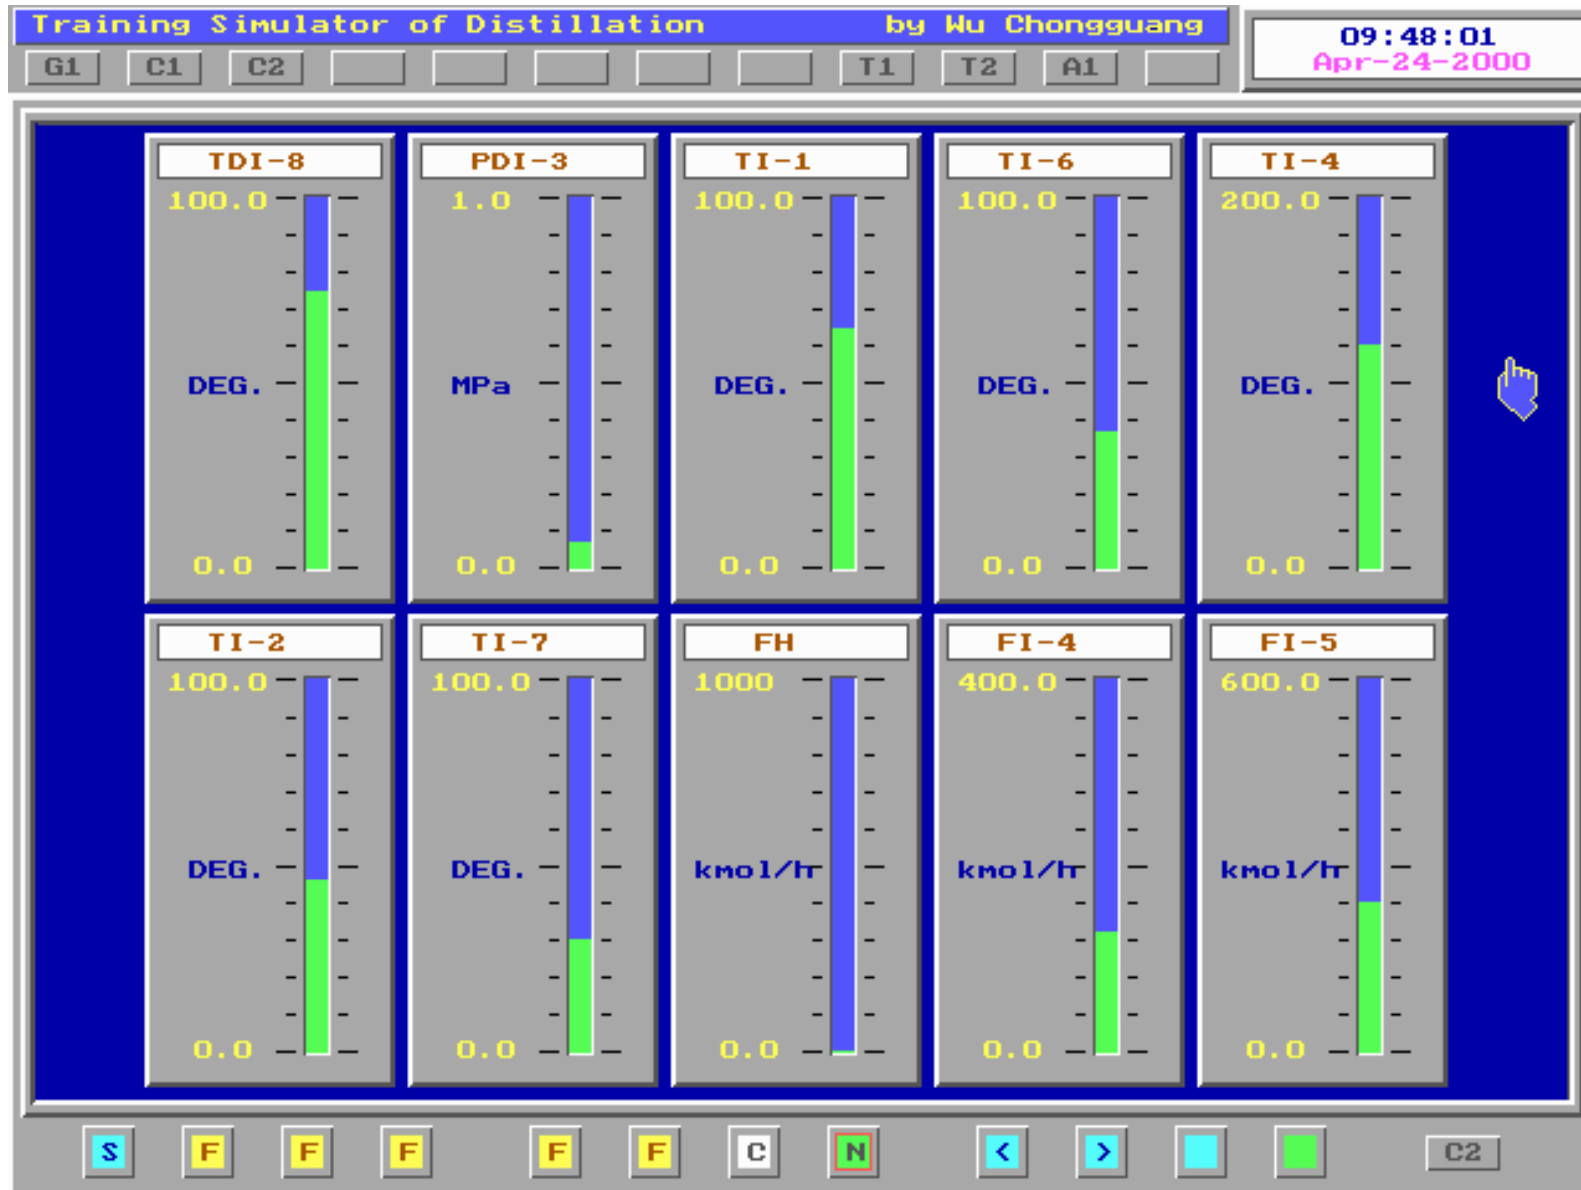 Training Simulator of Distillation by Wu Chongguang
09:48:01
Apr-24-2000
G1 C1 C2 T1 T2 A1
TDI-8 PDI-3 TI-1 TI-6 TI-4
100.0 1.0 100.0 100.0 200.0
DEG. MPa DEG. DEG. DEG.
0.0 0.0 0.0 0.0 0.0
TI-2 TI-7 FH FI-4 FI-5
100.0 100.0 1000 400.0 600.0
DEG. DEG. kmol/h kmol/h kmol/h
0.0 0.0 0.0 0.0 0.0
S F F F F F C N < > C2